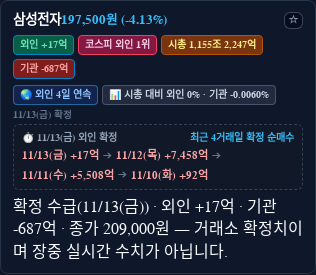 삼성전자197,500원 (-4.13%) ☆
외인 +17억 코스피 외인 1위 시총 1,155조 2,247억
기관 -687억
🌏 외인 4일 연속 📊 시총 대비 외인 0% · 기관 -0.0060%
11/13(금) 확정
⏱️ 11/13(금) 외인 확정 최근 4거래일 확정 순매수
11/13(금) +17억 → 11/12(목) +7,458억 →
11/11(수) +5,508억 → 11/10(화) +92억
확정 수급(11/13(금)) · 외인 +17억 · 기관
-687억 · 종가 209,000원 — 거래소 확정치이
며 장중 실시간 수치가 아닙니다.